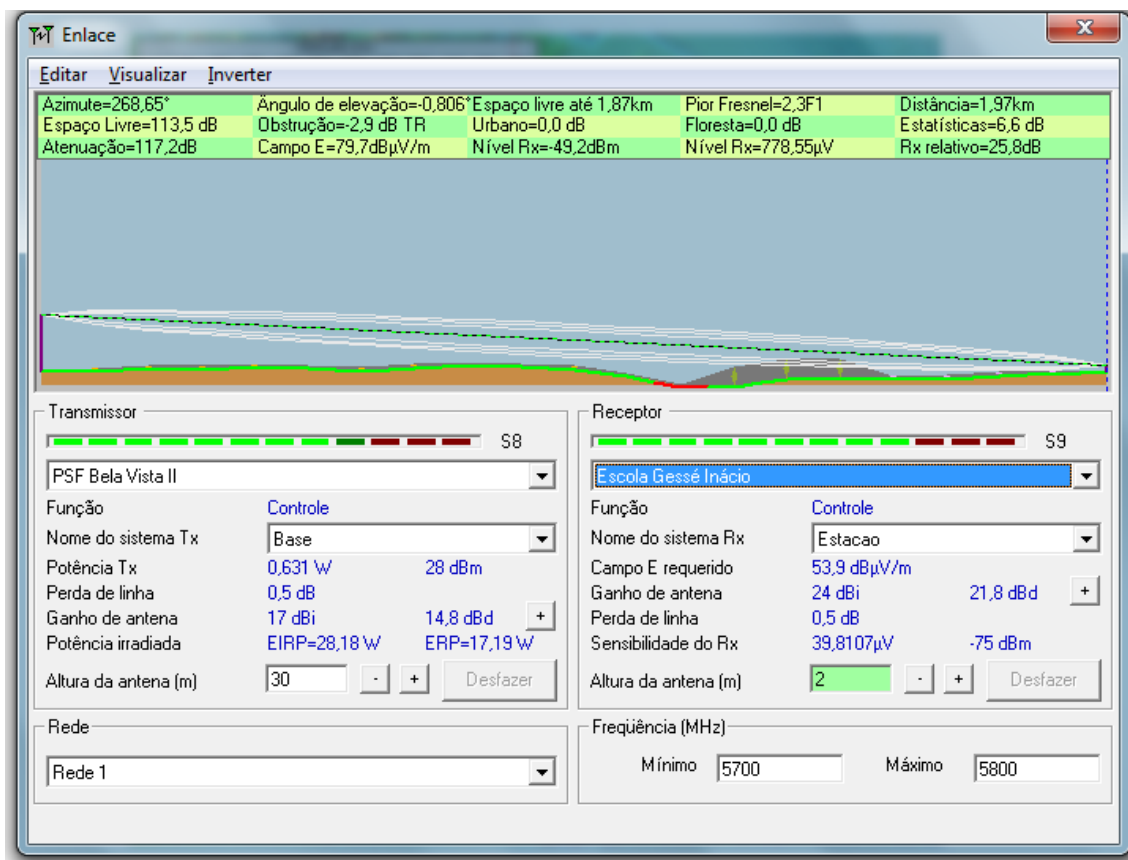 Enlace
Editar Visualizar Inverter
Azimute=268,65° Ângulo de elevação=-0,806° Espaço livre até 1,87km Pior Fresnel=2,3F1 Distância=1,97km
Espaço Livre=113,5 dB Obstrução=-2,9 dB TR Urbano=0,0 dB Floresta=0,0 dB Estatísticas=6,6 dB
Atenuação=117,2dB Campo E=79,7dBµV/m Nível Rx=-49,2dBm Nível Rx=778,55µV Rx relativo=25,8dB
Transmissor
S8
PSF Bela Vista II
Função Controle
Nome do sistema Tx Base
Potência Tx 0,631 W 28 dBm
Perda de linha 0,5 dB
Ganho de antena 17 dBi 14,8 dBd +
Potência irradiada EIRP=28,18 W ERP=17,19 W
Altura da antena (m) 30 - + Desfazer
Rede
Rede 1
Receptor
S9
Escola Gessé Inácio
Função Controle
Nome do sistema Rx Estacao
Campo E requerido 53,9 dBµV/m
Ganho de antena 24 dBi 21,8 dBd +
Perda de linha 0,5 dB
Sensibilidade do Rx 39,8107µV -75 dBm
Altura da antena (m) 2 - + Desfazer
Freqüência (MHz)
Mínimo 5700 Máximo 5800